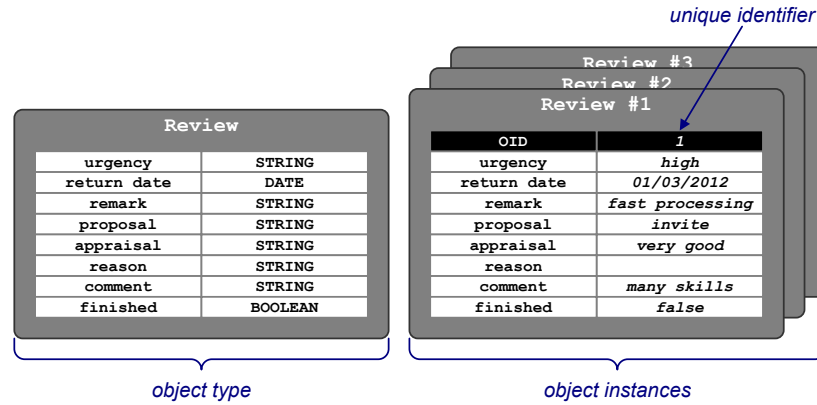 unique identifier
Review #3
Review #2
Review #1
Review
OID 1
urgency STRING
urgency high
return date DATE
return date 01/03/2012
remark STRING
remark fast processing
proposal STRING
proposal invite
appraisal STRING
appraisal very good
reason STRING
reason
comment STRING
comment many skills
finished BOOLEAN
finished false
object type
object instances